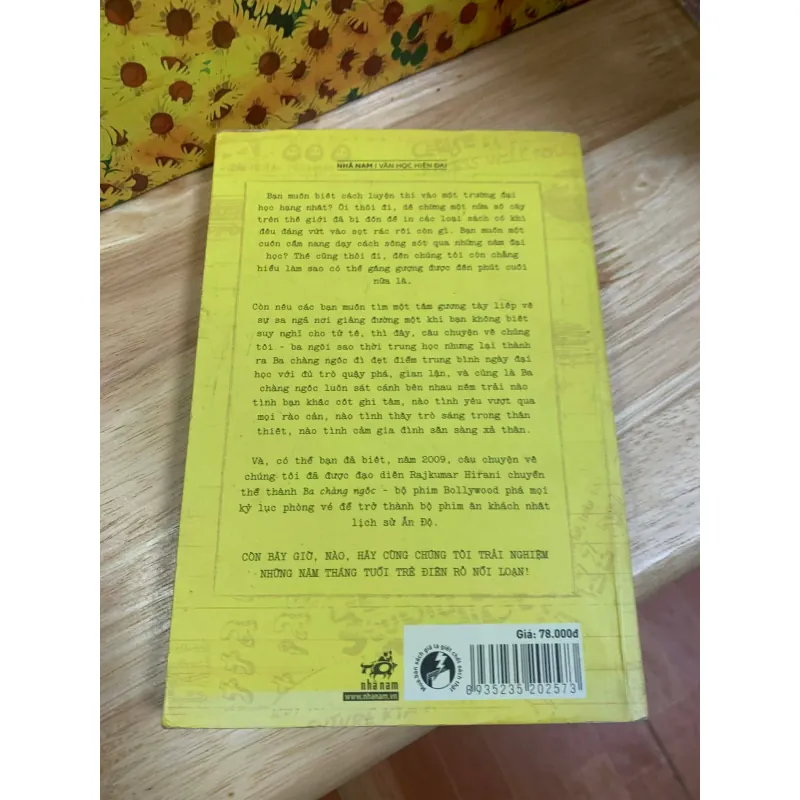 NHÃ NAM | VĂN HỌC HIỆN ĐẠI
Bạn muốn biết cách luyện thi vào một trường đại
học hạng nhất? Ôi thôi đi, dễ chừng một nửa số cây
trên thế giới đã bị đốn để in các loại sách có khi
đều đáng vứt vào sọt rác rồi còn gì. Bạn muốn một
cuốn cẩm nang dạy cách sống sót qua những năm đại
học? Thế cũng thôi đi, đến chúng tôi còn chẳng
hiểu làm sao có thể gắng gượng được đến phút cuối
nữa là.
Còn nếu các bạn muốn tìm một tấm gương tày liếp về
sự sa ngã nơi giảng đường một khi bạn không biết
suy nghĩ cho tử tế, thì đây, câu chuyện về chúng
tôi - ba ngôi sao thời trung học nhưng lại thành
ra Ba chàng ngốc đì đẹt điểm trung bình ngày đại
học với đủ trò quậy phá, gian lận, và cũng là Ba
chàng ngốc luôn sát cánh bên nhau nếm trải nào
tình bạn khắc cốt ghi tâm, nào tình yêu vượt qua
mọi rào cản, nào tình thầy trò sáng trong thân
thiết, nào tình cảm gia đình sẵn sàng xả thân.
Và, có thể bạn đã biết, năm 2009, câu chuyện về
chúng tôi đã được đạo diễn Rajkumar Hirani chuyển
thể thành Ba chàng ngốc - bộ phim Bollywood phá mọi
kỷ lục phòng vé để trở thành bộ phim ăn khách nhất
lịch sử Ấn Độ.
CÒN BÂY GIỜ, NÀO, HÃY CÙNG CHÚNG TÔI TRẢI NGHIỆM
NHỮNG NĂM THÁNG TUỔI TRẺ ĐIÊN RỒ NỔI LOẠN!
nhã nam
www.nhanam.vn
Mua bán sách giả là giết chết sách thật
Giá: 78.000đ
8935235202573